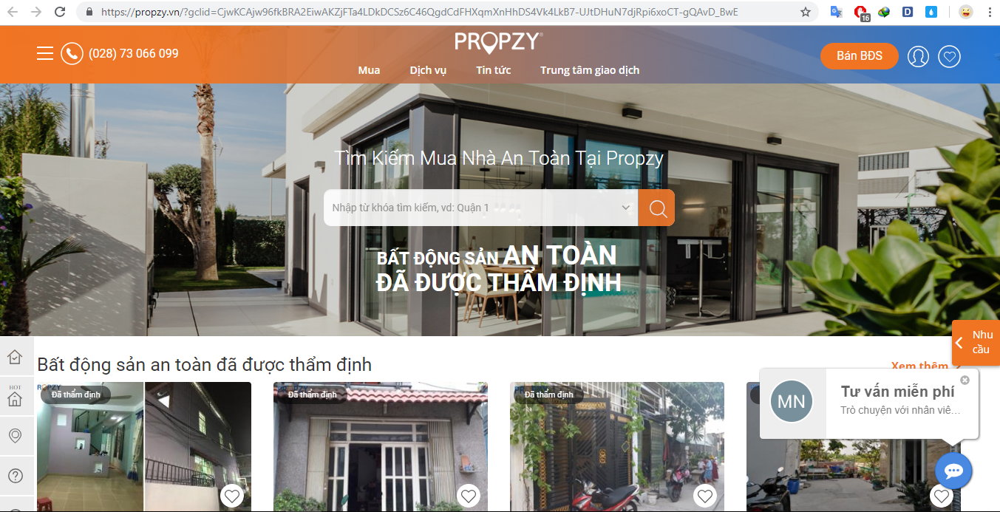 https://propzy.vn/?gclid=CjwKCAjw96fkBRA2EiwAKZjFTa4LDkDCSz6C46QgdCdFHXqmXnHhDS4Vk4LkB7-UJtDHuN7djRpi6xoCT-gQAvD_BwE
16
D
(028) 73 066 099
PROPZY
Bán BĐS
Mua Dịch vụ Tin tức Trung tâm giao dịch
Tìm Kiếm Mua Nhà An Toàn Tại Propzy
Nhập từ khóa tìm kiếm, vd: Quận 1
BẤT ĐỘNG SẢN AN TOÀN
ĐÃ ĐƯỢC THẨM ĐỊNH
Nhu
cầu
Bất động sản an toàn đã được thẩm định
Xem thêm
HOT
Đã thẩm định
Đã thẩm định
Đã thẩm định
MN
Tư vấn miễn phí
Trò chuyện với nhân viê...